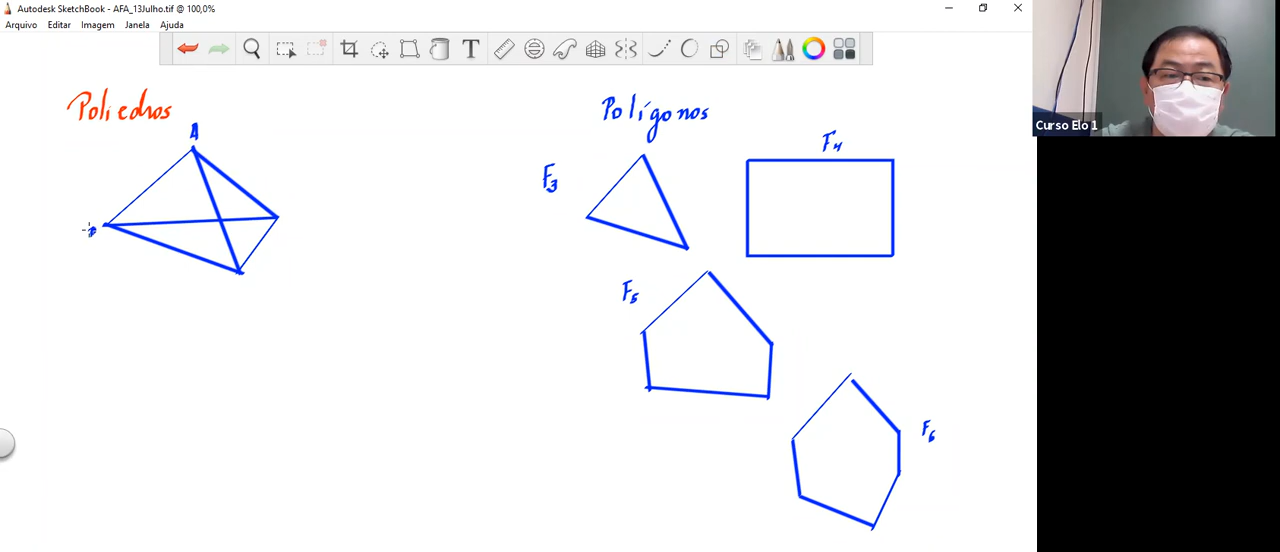 Autodesk SketchBook - AFA_13Julho.tif @ 100,0%
Arquivo Editar Imagem Janela Ajuda
T
Poliedros
Polígonos
A
F4
F3
F5
F6
Curso Elo 1